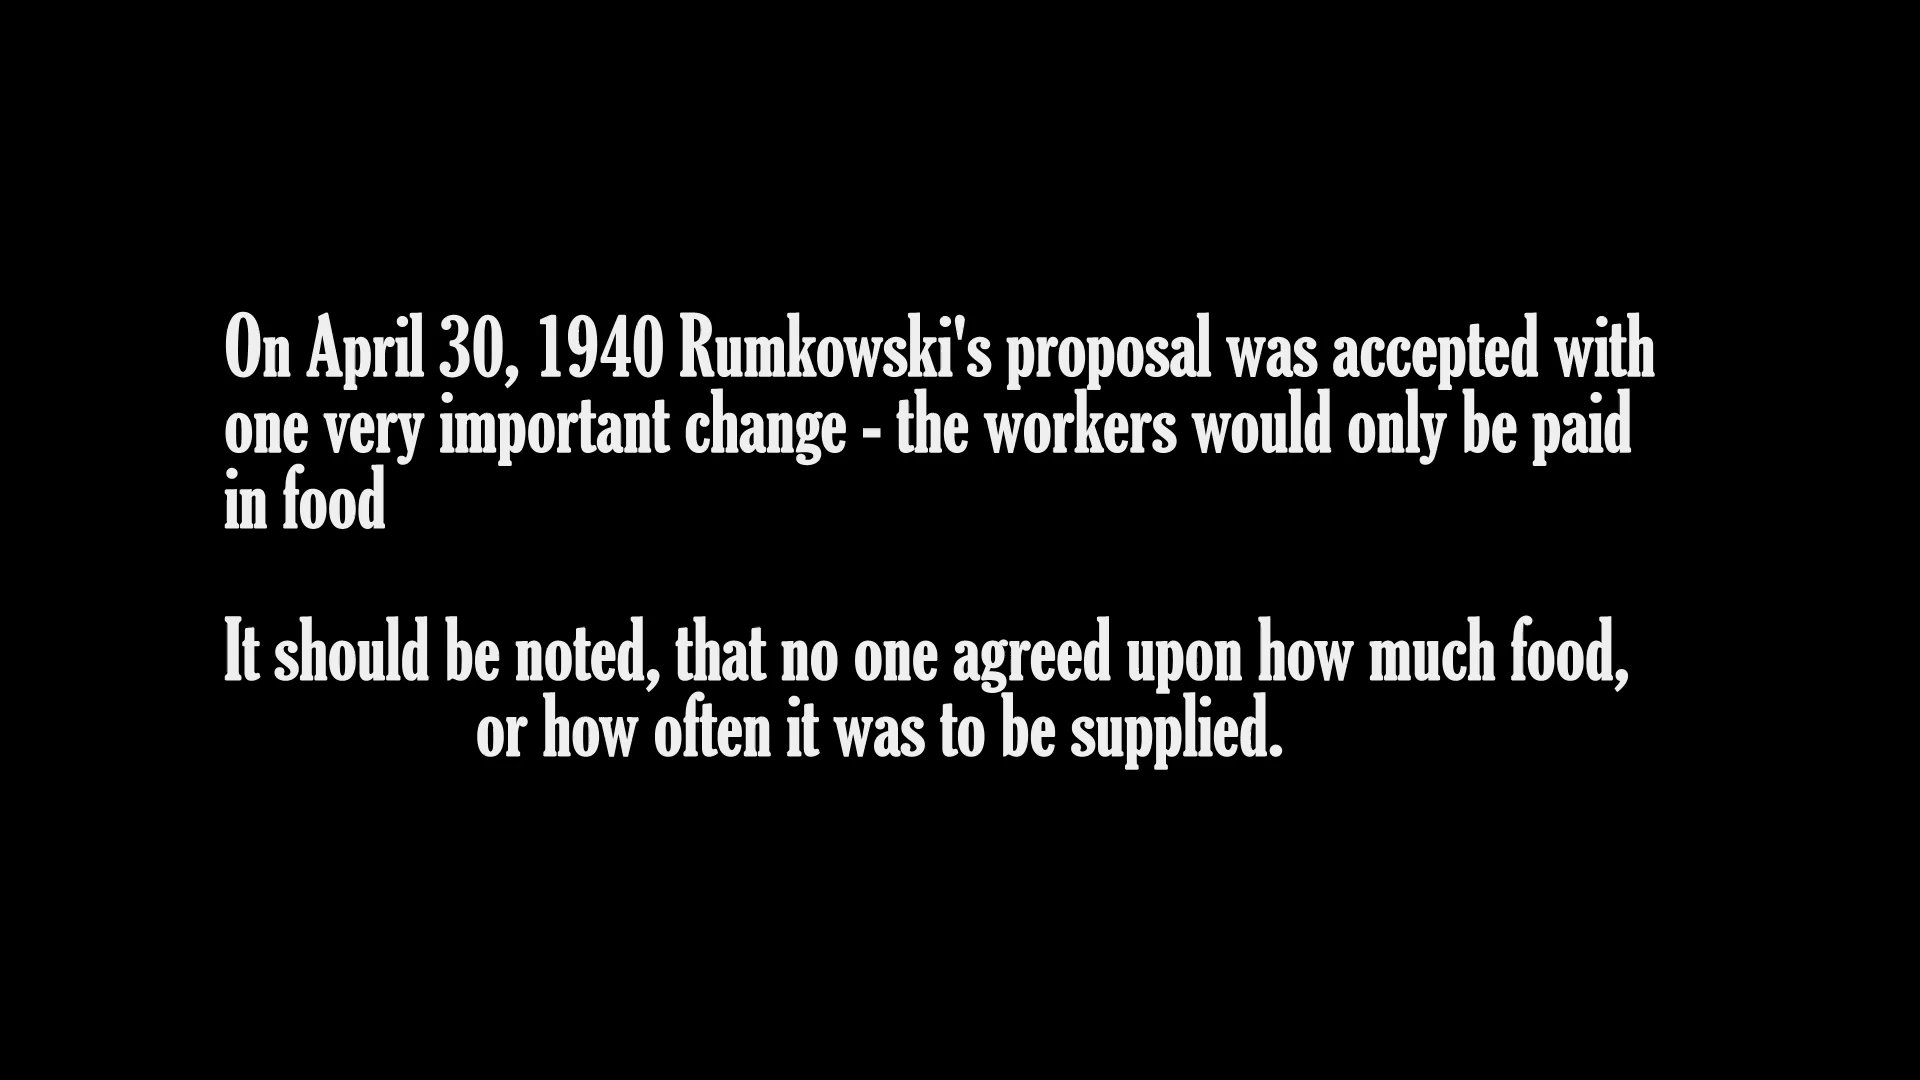 On April 30, 1940 Rumkowski's proposal was accepted with
one very important change - the workers would only be paid
in food
It should be noted, that no one agreed upon how much food,
or how often it was to be supplied.